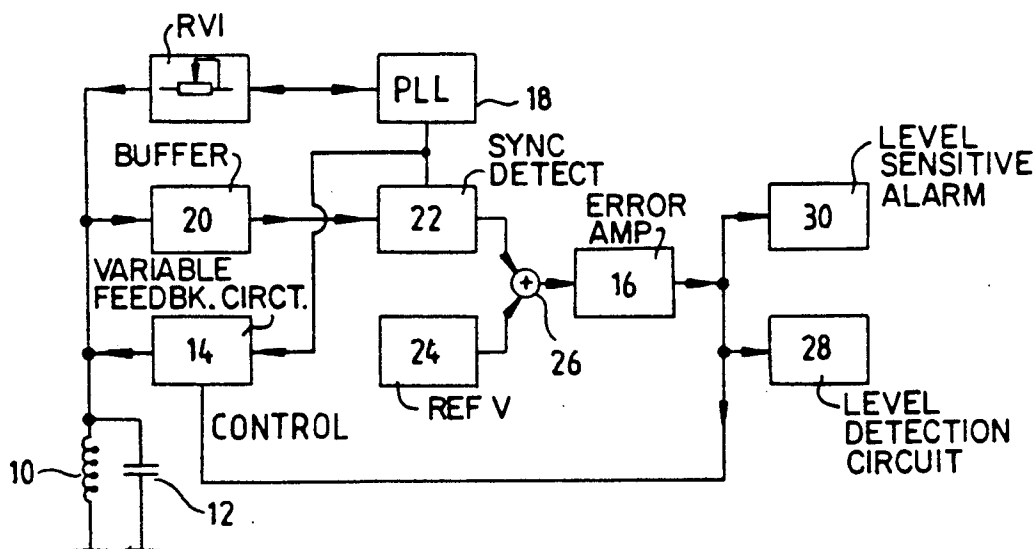 RVI
PLL
18
BUFFER
20
SYNC
DETECT
22
LEVEL
SENSITIVE
ALARM
30
ERROR
AMP
16
VARIABLE
FEEDBK. CIRCT.
14
24
26
REF V
28
LEVEL
DETECTION
CIRCUIT
CONTROL
10
12